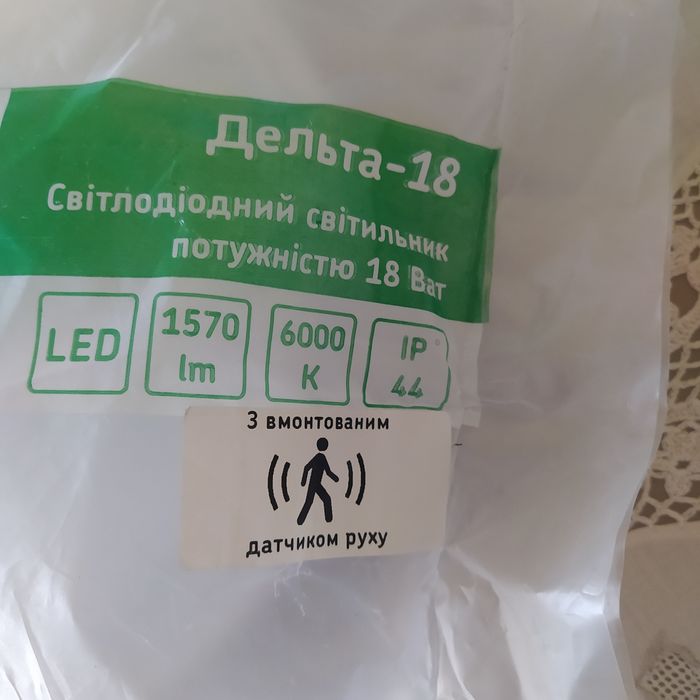 Дельта-18
Світлодіодний світильник
потужністю 18 Ват
LED
1570
lm
6000
K
IP
44
З вмонтованим
датчиком руху